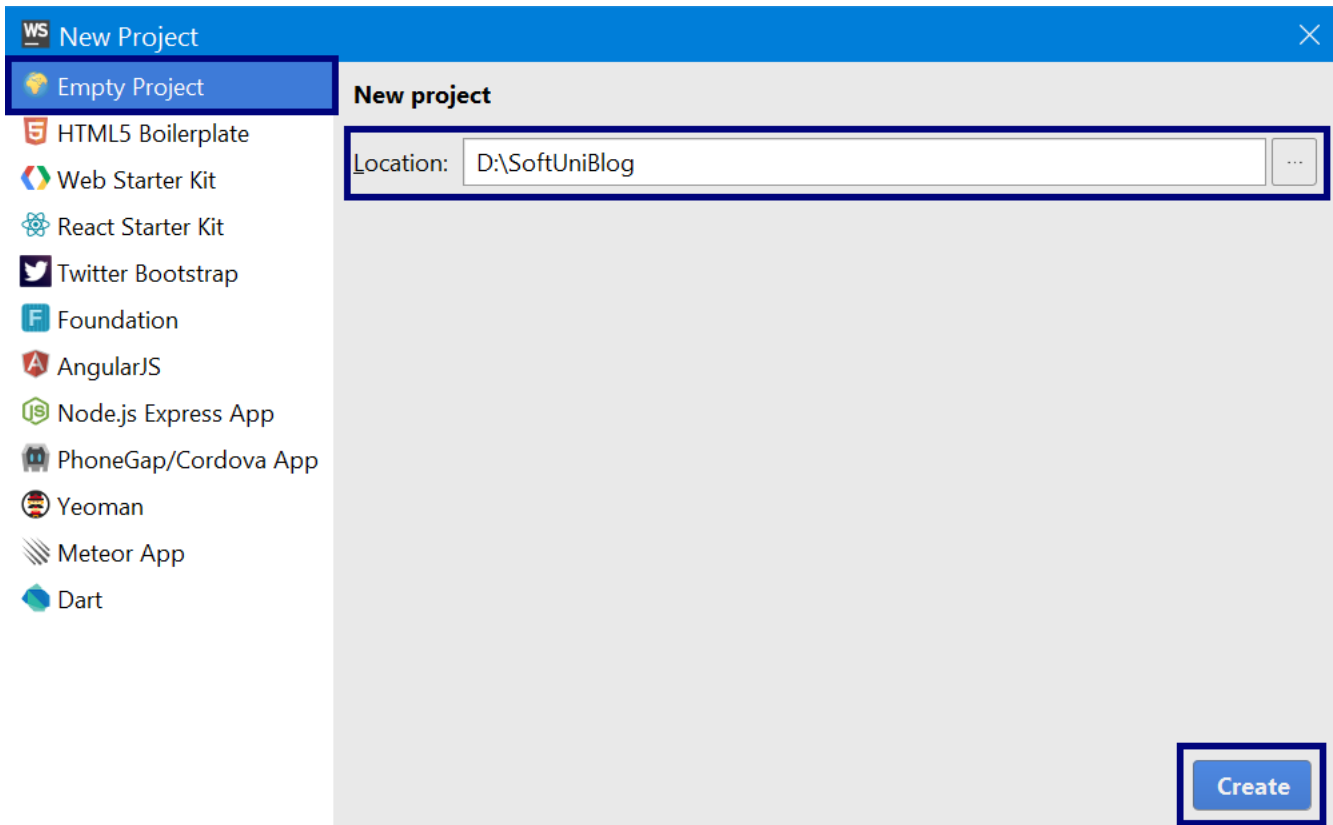 WS New Project
Empty Project
HTML5 Boilerplate
Web Starter Kit
React Starter Kit
Twitter Bootstrap
Foundation
AngularJS
Node.js Express App
PhoneGap/Cordova App
Yeoman
Meteor App
Dart
New project
Location: D:\SoftUniBlog ...
Create